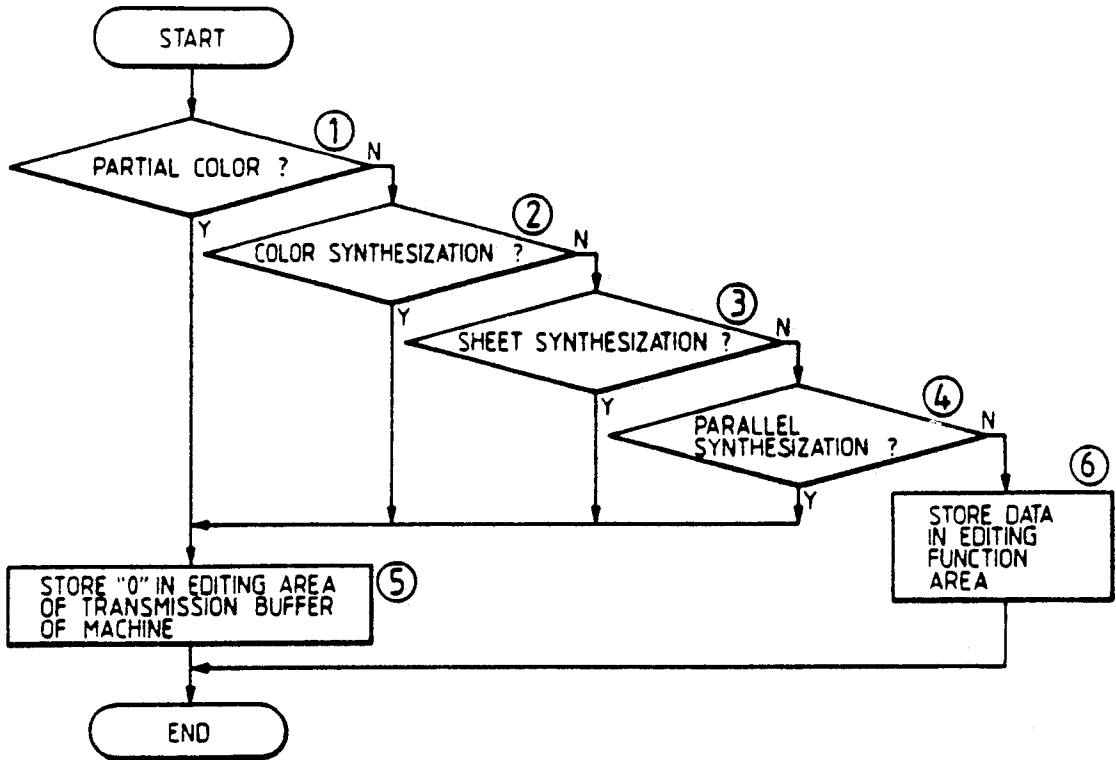 START
1
PARTIAL COLOR ?
N
Y
2
COLOR SYNTHESIZATION ?
N
Y
3
SHEET SYNTHESIZATION ?
N
Y
4
PARALLEL
SYNTHESIZATION ?
N
Y
6
STORE DATA
IN EDITING
FUNCTION
AREA
5
STORE "0" IN EDITING AREA
OF TRANSMISSION BUFFER
OF MACHINE
END